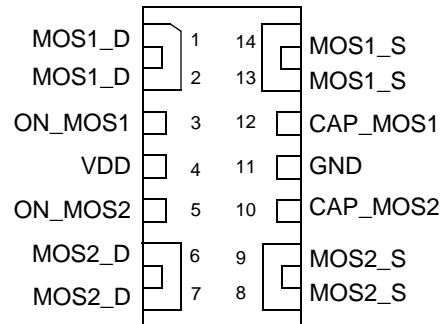 MOS1_D 1 14 MOS1_S
MOS1_D 2 13 MOS1_S
ON_MOS1 3 12 CAP_MOS1
VDD 4 11 GND
ON_MOS2 5 10 CAP_MOS2
MOS2_D 6 9 MOS2_S
MOS2_D 7 8 MOS2_S